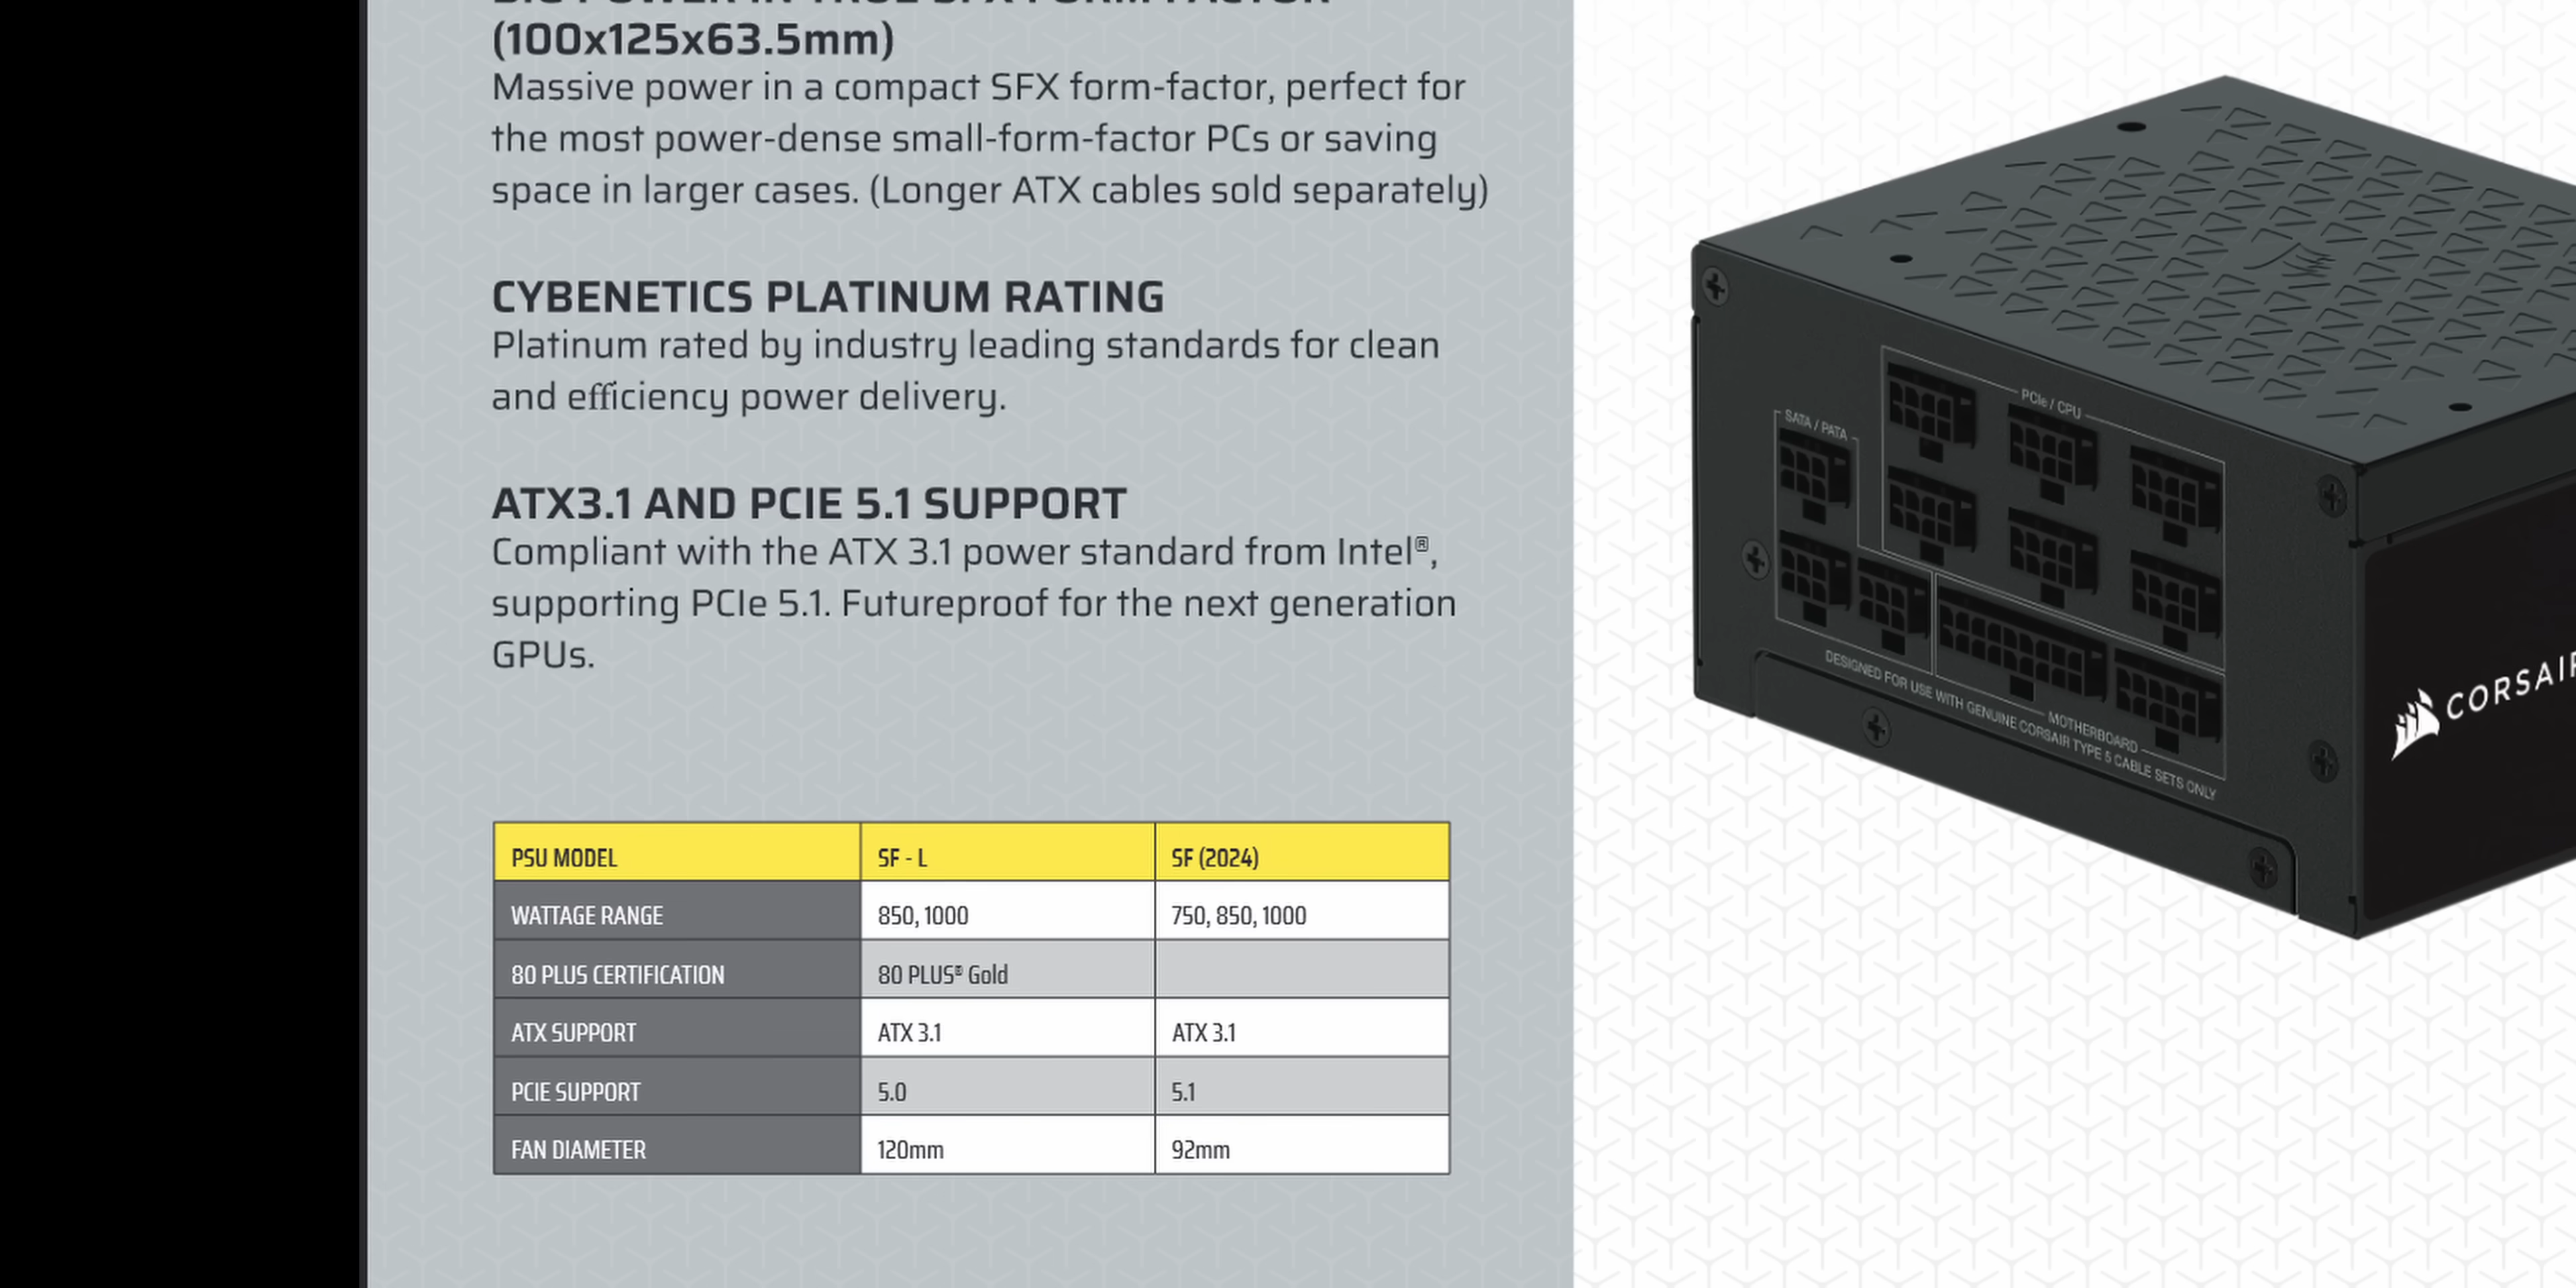 (100x125x63.5mm)
Massive power in a compact SFX form-factor, perfect for
the most power-dense small-form-factor PCs or saving
space in larger cases. (Longer ATX cables sold separately)
CYBENETICS PLATINUM RATING
Platinum rated by industry leading standards for clean
and efficiency power delivery.
ATX3.1 AND PCIE 5.1 SUPPORT
Compliant with the ATX 3.1 power standard from Intel®,
supporting PCIe 5.1. Futureproof for the next generation
GPUs.
PSU MODEL SF - L SF (2024)
WATTAGE RANGE 850, 1000 750, 850, 1000
80 PLUS CERTIFICATION 80 PLUS® Gold
ATX SUPPORT ATX 3.1 ATX 3.1
PCIE SUPPORT 5.0 5.1
FAN DIAMETER 120mm 92mm
SATA / PATA
PCIe / CPU
MOTHERBOARD
DESIGNED FOR USE WITH GENUINE CORSAIR TYPE 5 CABLE SETS ONLY
CORSAIR